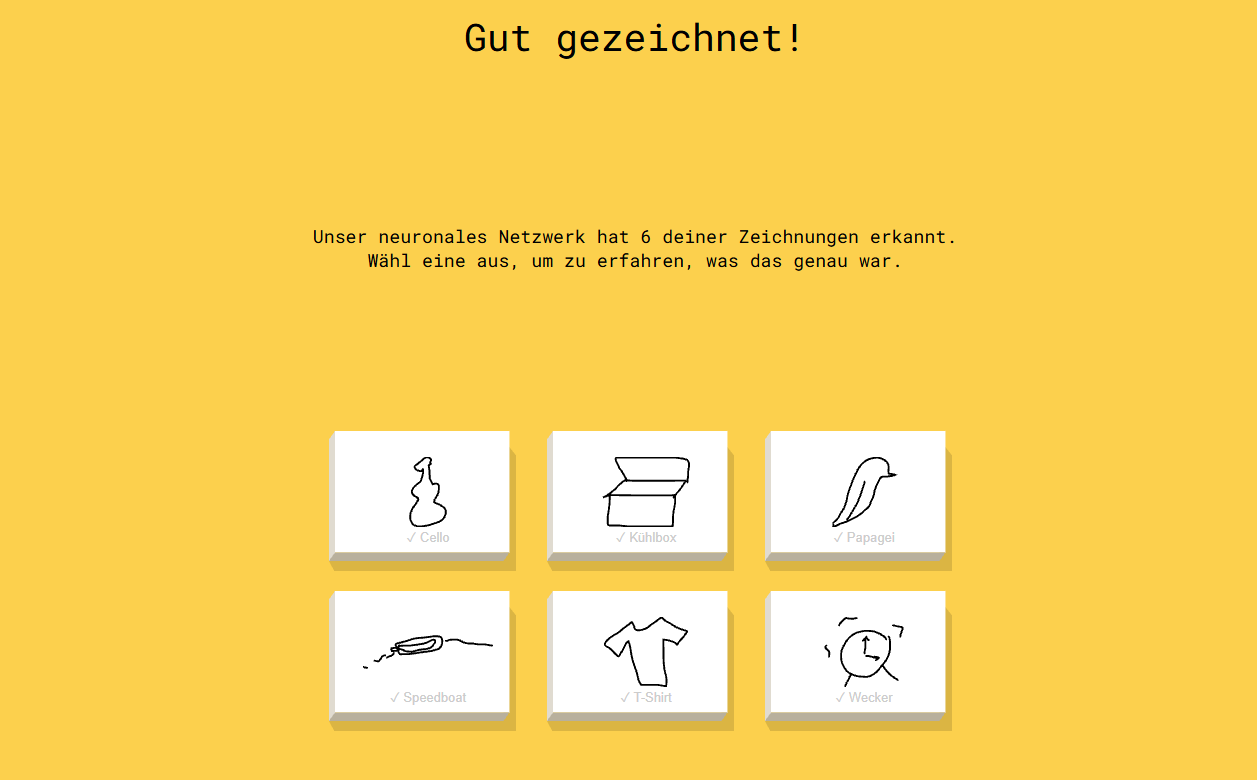 Gut gezeichnet!
Unser neuronales Netzwerk hat 6 deiner Zeichnungen erkannt.
Wähl eine aus, um zu erfahren, was das genau war.
✓ Cello
✓ Kühlbox
✓ Papagei
✓ Speedboat
✓ T-Shirt
✓ Wecker